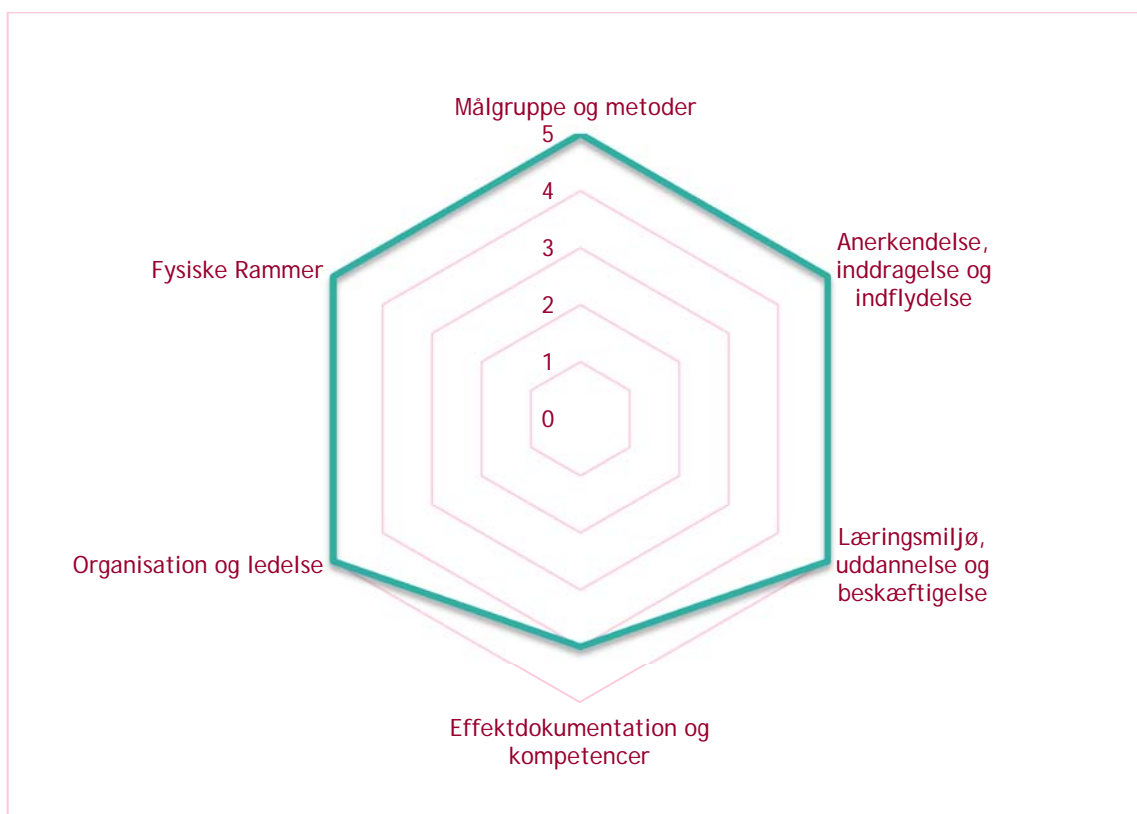 Målgruppe og metoder
5
4
3
2
1
0
Anerkendelse,
inddragelse og
indflydelse
Læringsmiljø,
uddannelse og
beskæftigelse
Effektdokumentation og
kompetencer
Organisation og ledelse
Fysiske Rammer